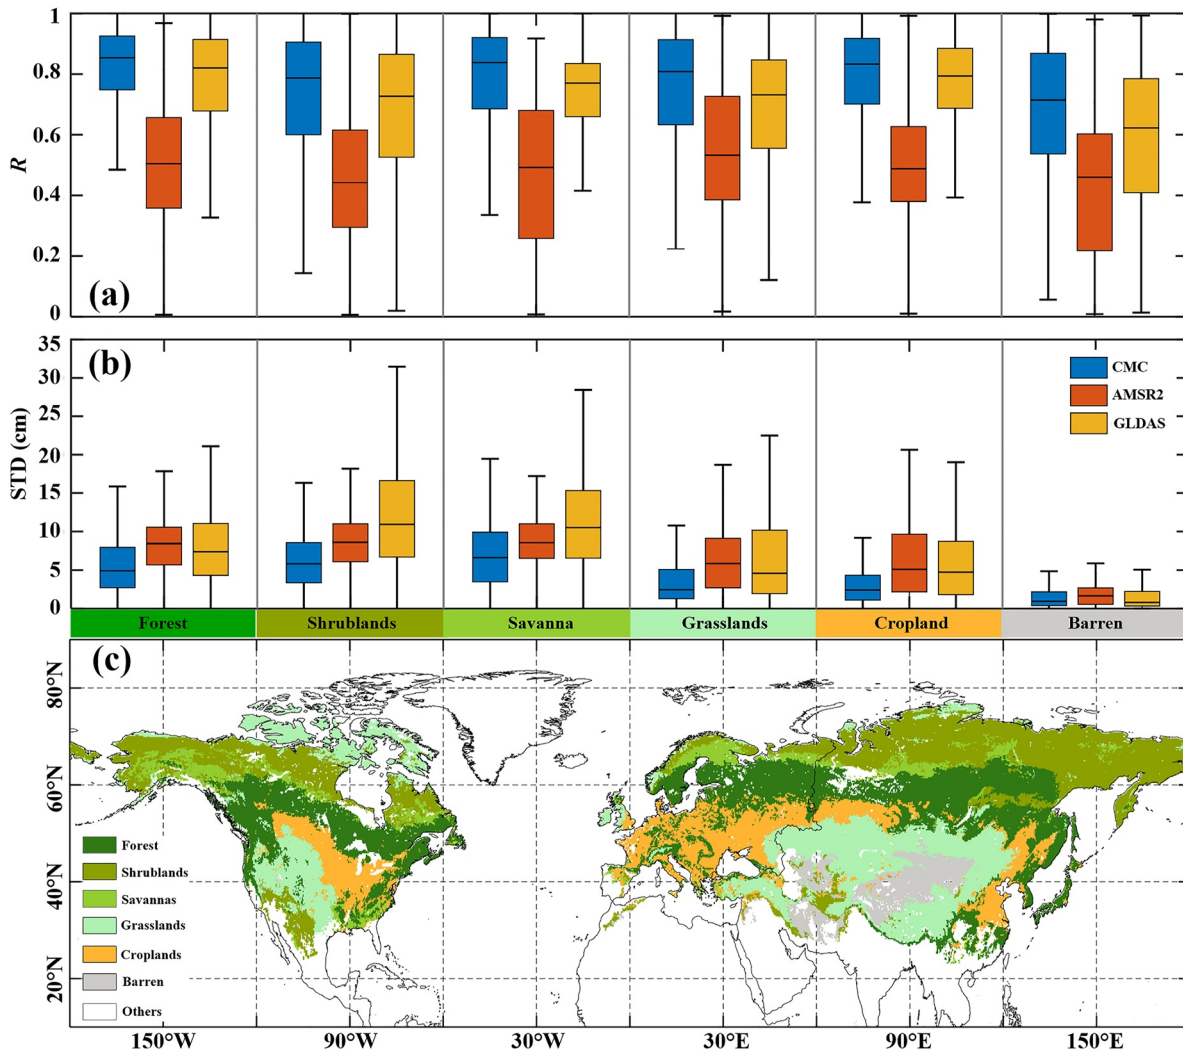 1
0.8
0.6
R
0.4
0.2
0
(a)
35
(b)
30
25
STD (cm)
20
15
10
5
0
CMC
AMSR2
GLDAS
Forest Shrublands Savanna Grasslands Cropland Barren
(c)
80°N
60°N
40°N
20°N
Forest
Shrublands
Savannas
Grasslands
Croplands
Barren
Others
150°W 90°W 30°W 30°E 90°E 150°E